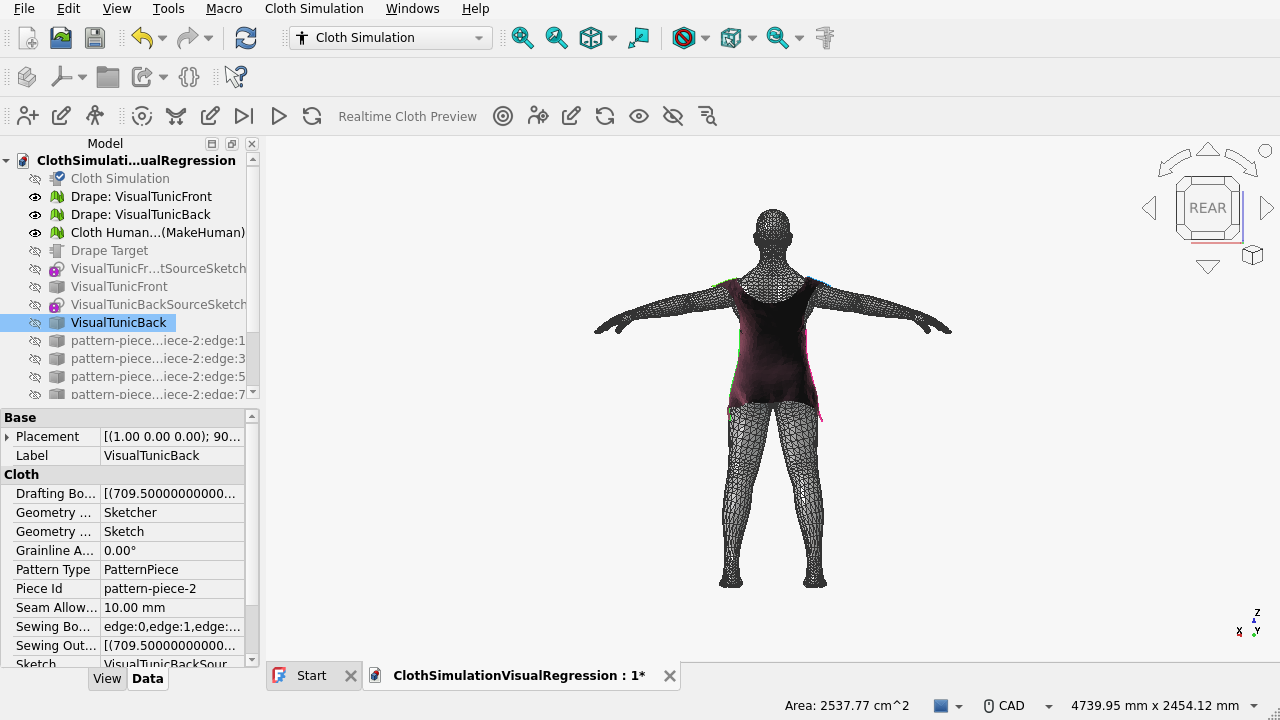 File Edit View Tools Macro Cloth Simulation Windows Help
Cloth Simulation
Realtime Cloth Preview
Model
ClothSimulati...ualRegression
Cloth Simulation
Drape: VisualTunicFront
Drape: VisualTunicBack
Cloth Human...(MakeHuman)
Drape Target
VisualTunicFr...tSourceSketch
VisualTunicFront
VisualTunicBackSourceSketch
VisualTunicBack
pattern-piece...iece-2:edge:1
pattern-piece...iece-2:edge:3
pattern-piece...iece-2:edge:5
pattern-piece...iece-2:edge:7
Base
Placement [(1.00 0.00 0.00); 90...
Label VisualTunicBack
Cloth
Drafting Bo... [(709.50000000000...
Geometry ... Sketcher
Geometry ... Sketch
Grainline A... 0.00°
Pattern Type PatternPiece
Piece Id pattern-piece-2
Seam Allow... 10.00 mm
Sewing Bo... edge:0,edge:1,edge:...
Sewing Out... [(709.50000000000...
Sketch VisualTunicBackSour...
View Data
REAR
Z
X Y
Start ClothSimulationVisualRegression : 1*
Area: 2537.77 cm^2 CAD 4739.95 mm x 2454.12 mm